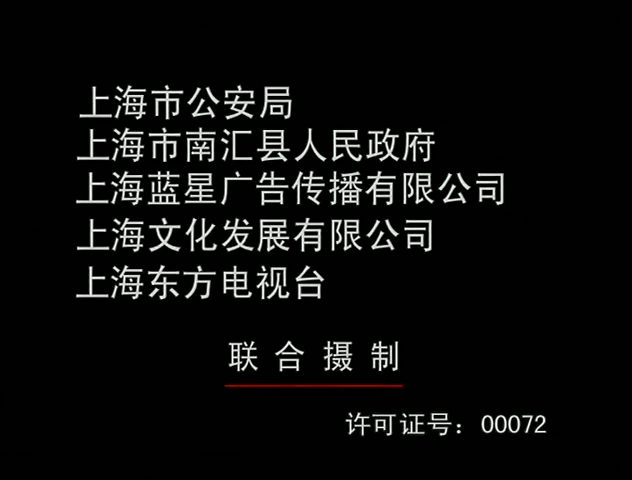 上海市公安局
上海市南汇县人民政府
上海蓝星广告传播有限公司
上海文化发展有限公司
上海东方电视台
联合摄制
许可证号：00072